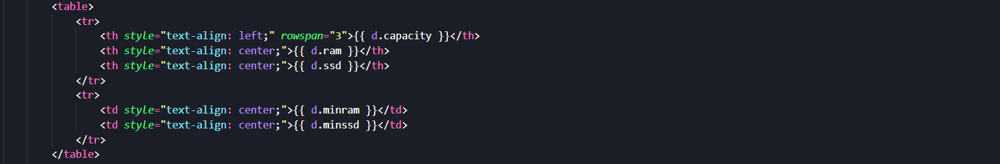 <table>
<tr>
<th style="text-align: left;" rowspan="3">{{ d.capacity }}</th>
<th style="text-align: center;">{{ d.ram }}</th>
<th style="text-align: center;">{{ d.ssd }}</th>
</tr>
<tr>
<td style="text-align: center;">{{ d.minram }}</td>
<td style="text-align: center;">{{ d.minssd }}</td>
</tr>
</table>